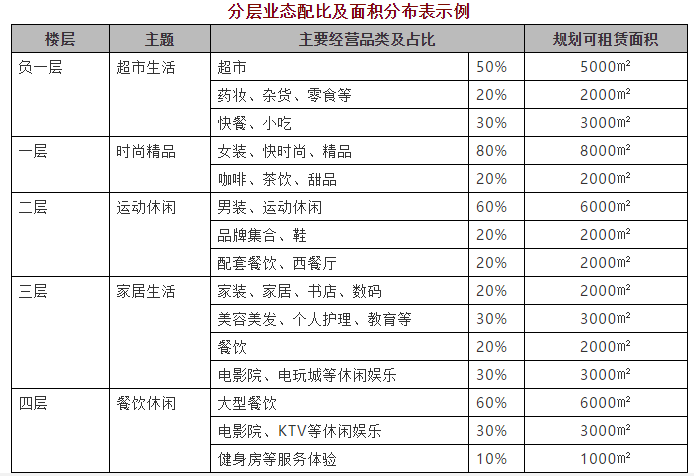 分层业态配比及面积分布表示例
楼层 主题 主要经营品类及占比 规划可租赁面积
负一层 超市生活 超市 50% 5000㎡
药妆、杂货、零食等 20% 2000㎡
快餐、小吃 30% 3000㎡
一层 时尚精品 女装、快时尚、精品 80% 8000㎡
咖啡、茶饮、甜品 20% 2000㎡
二层 运动休闲 男装、运动休闲 60% 6000㎡
品牌集合、鞋 20% 2000㎡
配套餐饮、西餐厅 20% 2000㎡
三层 家居生活 家装、家居、书店、数码 20% 2000㎡
美容美发、个人护理、教育等 30% 3000㎡
餐饮 20% 2000㎡
电影院、电玩城等休闲娱乐 30% 3000㎡
四层 餐饮休闲 大型餐饮 60% 6000㎡
电影院、KTV等休闲娱乐 30% 3000㎡
健身房等服务体验 10% 1000㎡